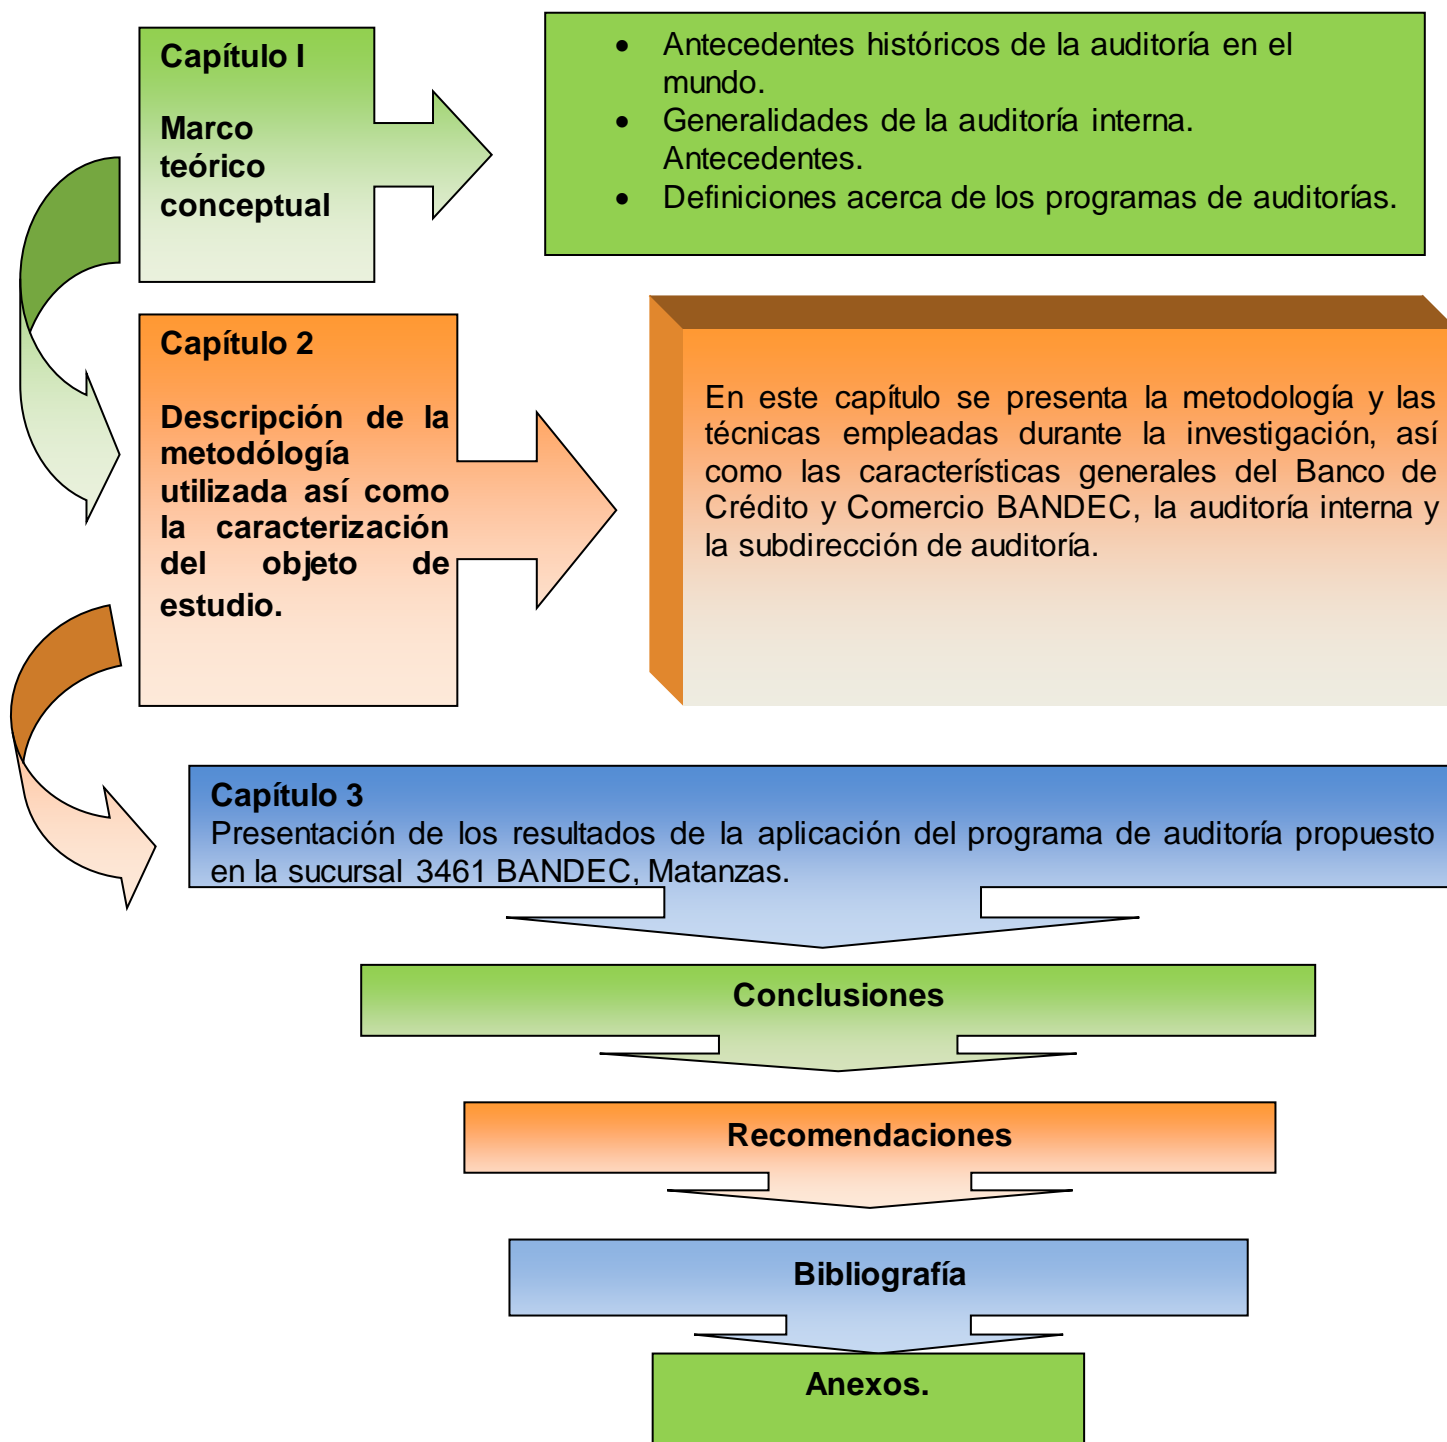 Capítulo I
Marco
teórico
conceptual
• Antecedentes históricos de la auditoría en el
mundo.
• Generalidades de la auditoría interna.
Antecedentes.
• Definiciones acerca de los programas de auditorías.
Capítulo 2
Descripción de la
metodólogía
utilizada así como
la caracterización
del objeto de
estudio.
En este capítulo se presenta la metodología y las
técnicas empleadas durante la investigación, así
como las características generales del Banco de
Crédito y Comercio BANDEC, la auditoría interna y
la subdirección de auditoría.
Capítulo 3
Presentación de los resultados de la aplicación del programa de auditoría propuesto
en la sucursal 3461 BANDEC, Matanzas.
Conclusiones
Recomendaciones
Bibliografía
Anexos.